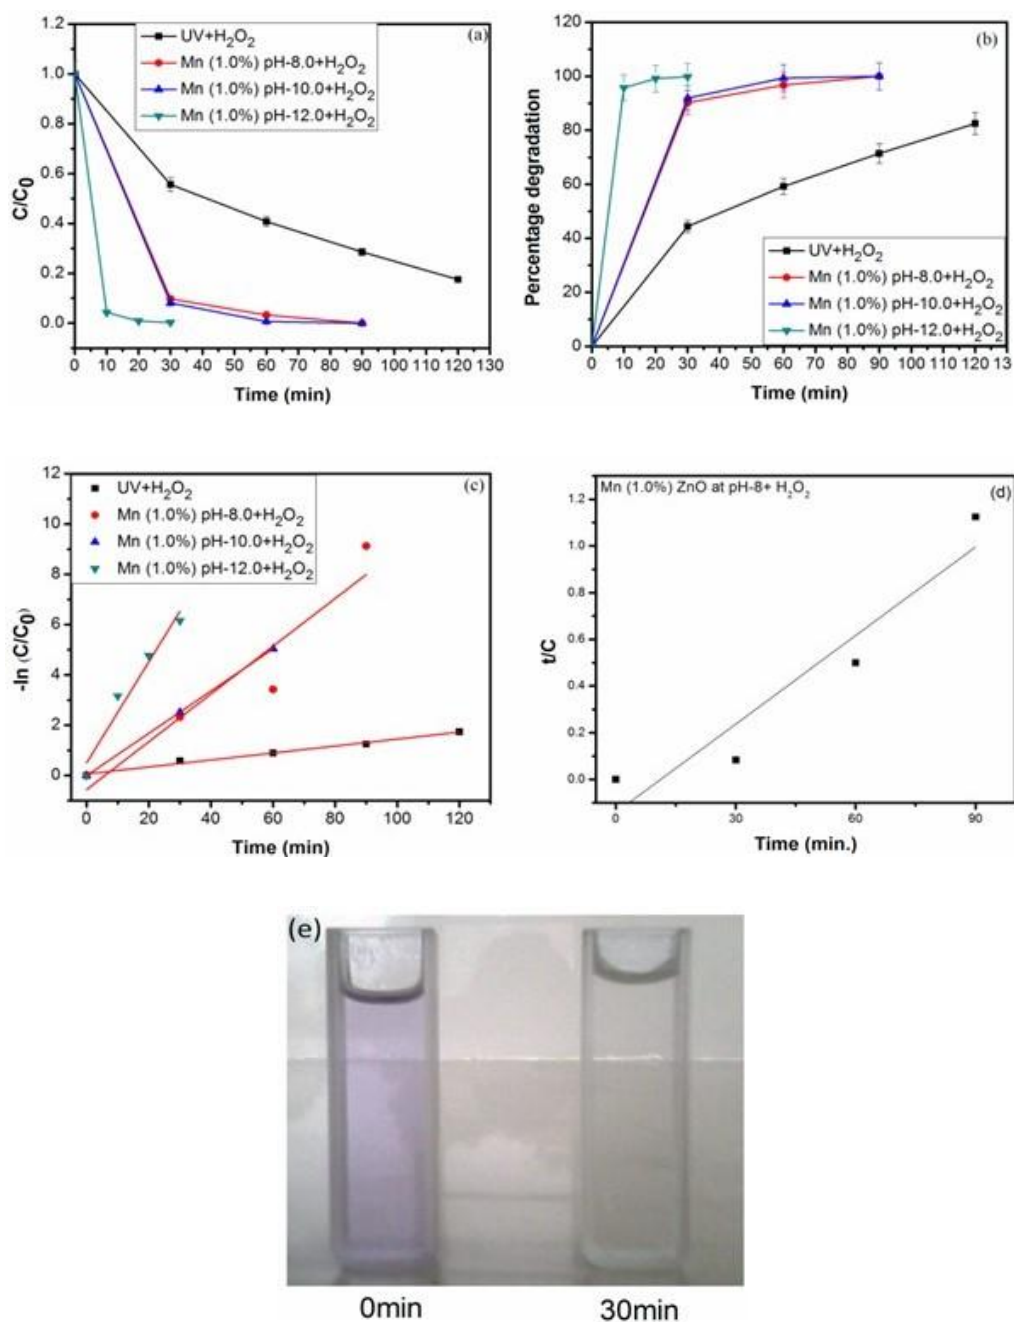 (a)
UV+H₂O₂
Mn (1.0%) pH-8.0+H₂O₂
Mn (1.0%) pH-10.0+H₂O₂
Mn (1.0%) pH-12.0+H₂O₂
1.2
1.0
0.8
0.6
0.4
0.2
0.0
C/C₀
0 10 20 30 40 50 60 70 80 90 100 110 120 130
Time (min)
(b)
120
100
80
60
40
20
0
Percentage degradation
UV+H₂O₂
Mn (1.0%) pH-8.0+H₂O₂
Mn (1.0%) pH-10.0+H₂O₂
Mn (1.0%) pH-12.0+H₂O₂
0 10 20 30 40 50 60 70 80 90 100 110 120 13
Time (min)
(c)
UV+H₂O₂
Mn (1.0%) pH-8.0+H₂O₂
Mn (1.0%) pH-10.0+H₂O₂
Mn (1.0%) pH-12.0+H₂O₂
12
10
8
6
4
2
0
-ln (C/C₀)
0 20 40 60 80 100 120
Time (min)
(d)
Mn (1.0%) ZnO at pH-8+ H₂O₂
1.2
1.0
0.8
0.6
0.4
0.2
0.0
t/C
0 30 60 90
Time (min.)
(e)
0min 30min